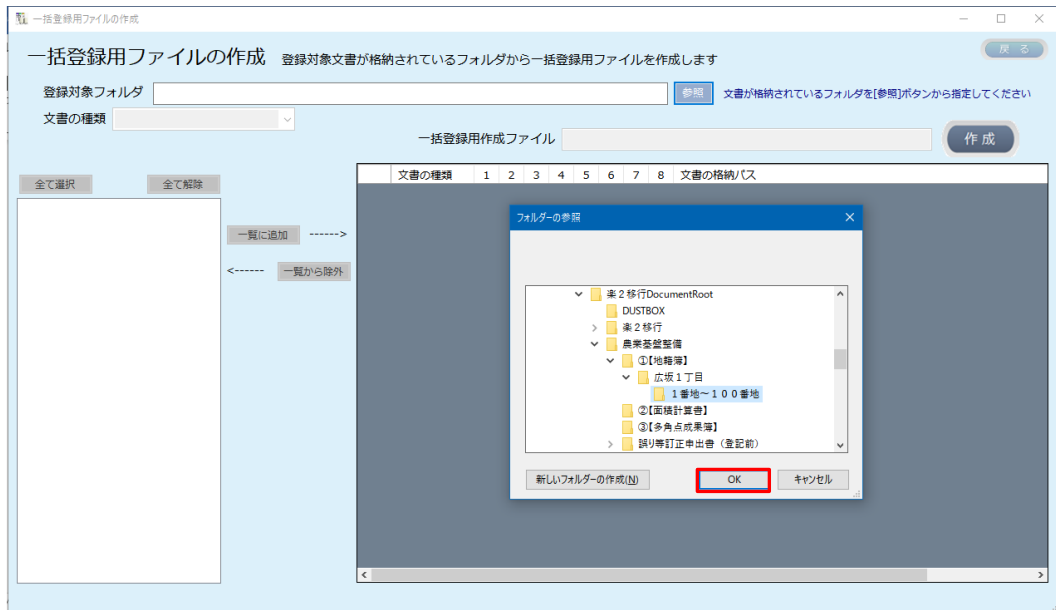 一括登録用ファイルの作成
一括登録用ファイルの作成 登録対象文書が格納されているフォルダから一括登録用ファイルを作成します
戻る
登録対象フォルダ 参照 文書が格納されているフォルダを[参照]ボタンから指定してください
文書の種類
一括登録用作成ファイル 作成
全て選択 全て解除
文書の種類 1 2 3 4 5 6 7 8 文書の格納パス
一覧に追加 ------>
<------ 一覧から除外
フォルダーの参照
楽2移行DocumentRoot
DUSTBOX
楽2移行
農業基盤整備
①【地籍簿】
広坂1丁目
1番地~100番地
②【面積計算書】
③【多角点成果簿】
誤り等訂正申出書（登記前）
新しいフォルダーの作成(N) OK キャンセル